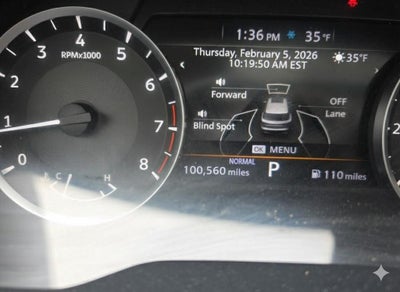 1:36 PM 35°F
Thursday, February 5, 2026
35°F
10:19:50 AM EST
RPMx1000
0
1
2
3
4
5
6
7
8
C H
Forward
OFF
Lane
Blind Spot
OK MENU
NORMAL
100,560 miles
P
110 miles
2